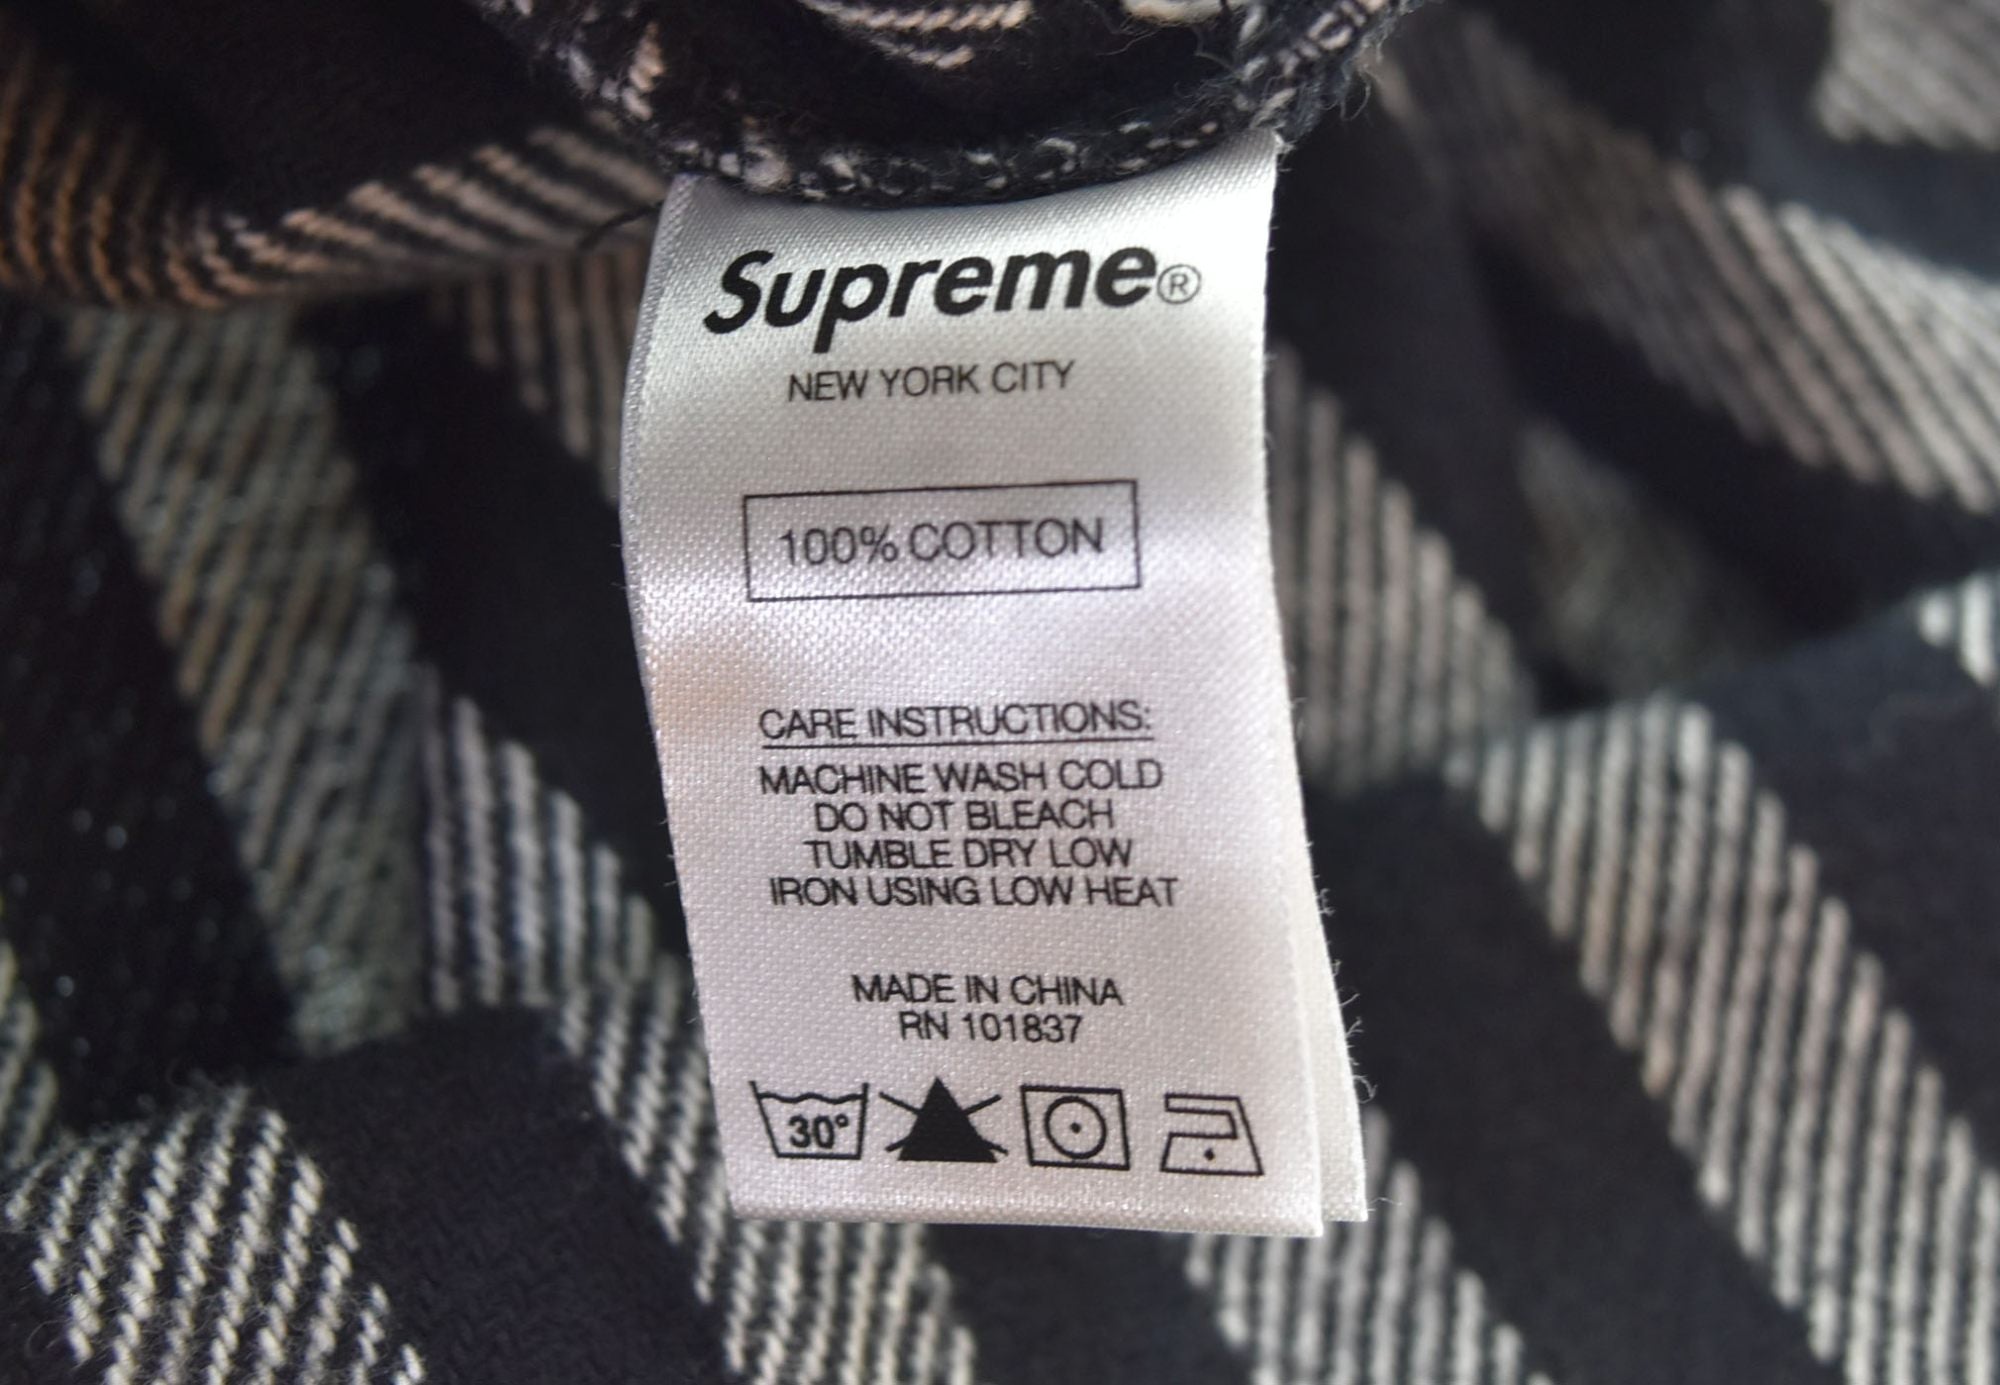 Supreme®
NEW YORK CITY
100% COTTON
CARE INSTRUCTIONS:
MACHINE WASH COLD
DO NOT BLEACH
TUMBLE DRY LOW
IRON USING LOW HEAT
MADE IN CHINA
RN 101837
30°